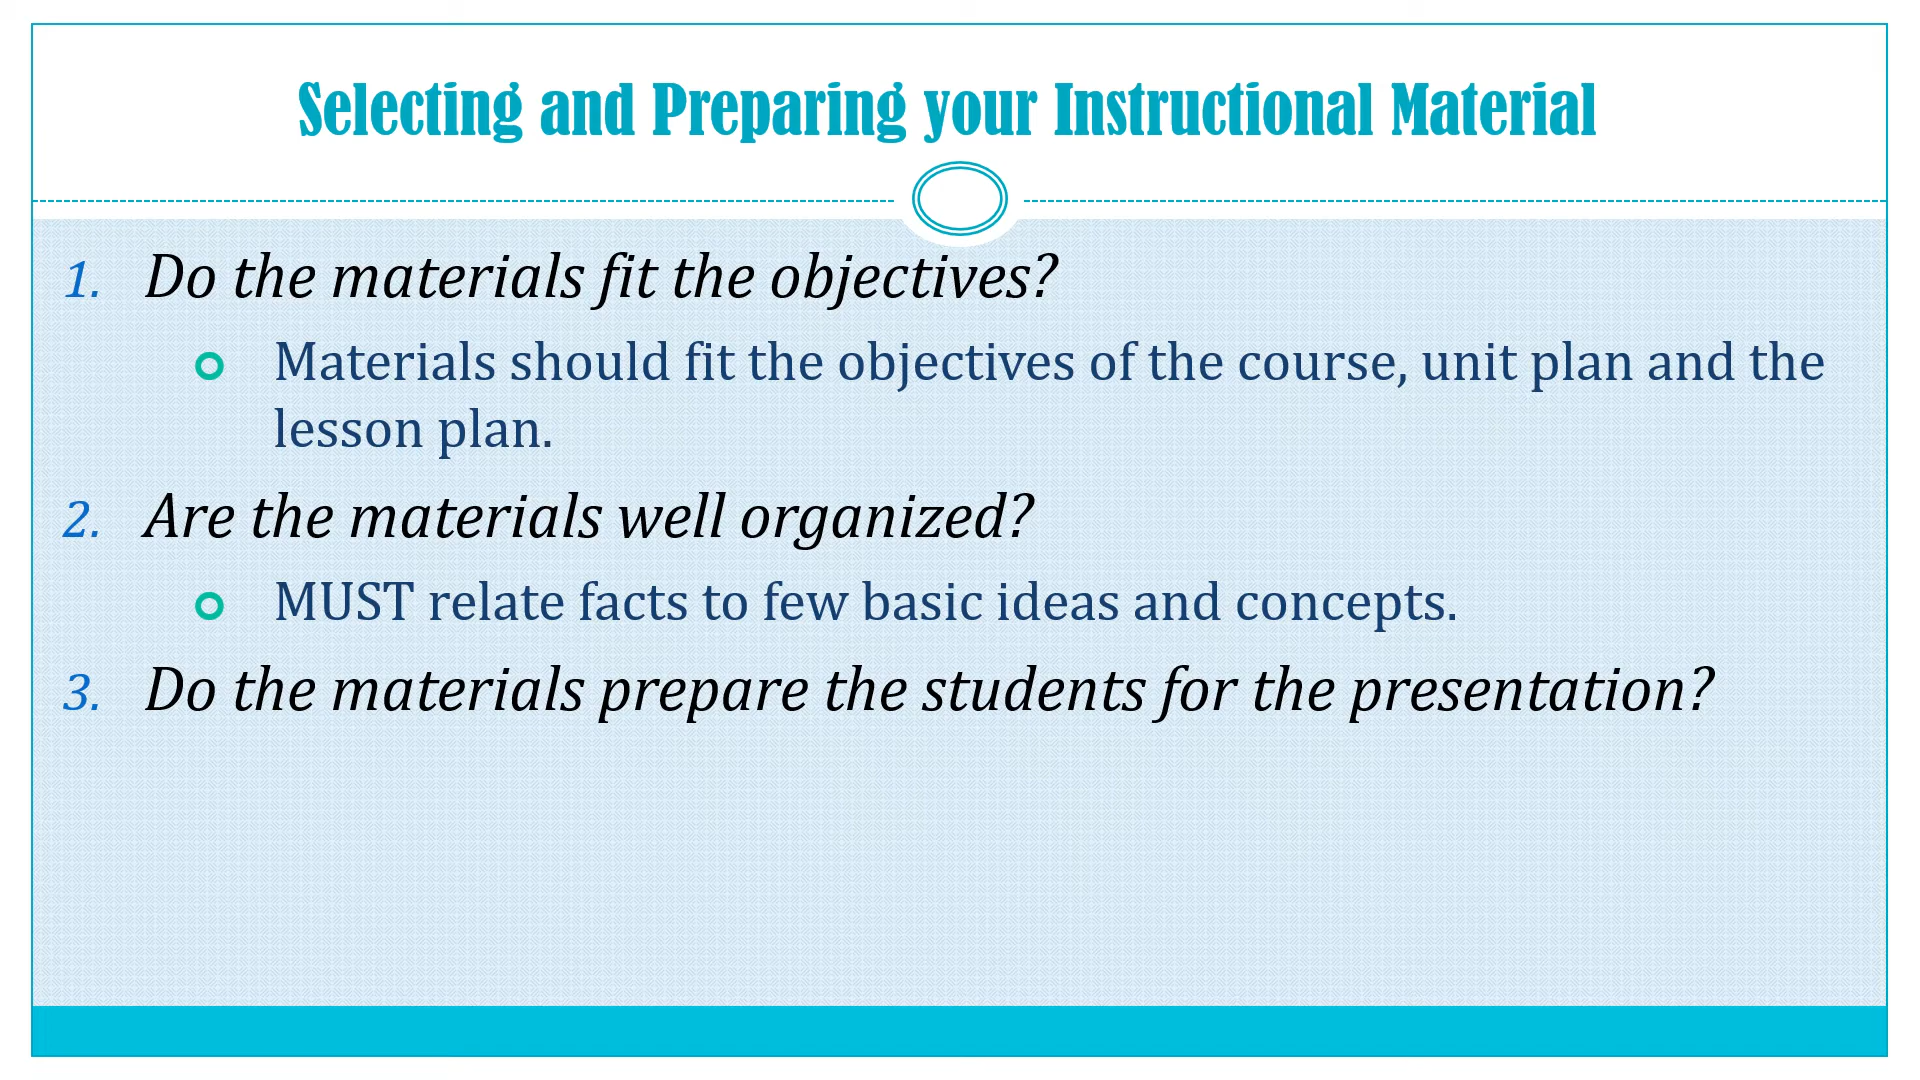 Selecting and Preparing your Instructional Material
1. Do the materials fit the objectives?
Materials should fit the objectives of the course, unit plan and the
lesson plan.
2. Are the materials well organized?
MUST relate facts to few basic ideas and concepts.
3. Do the materials prepare the students for the presentation?